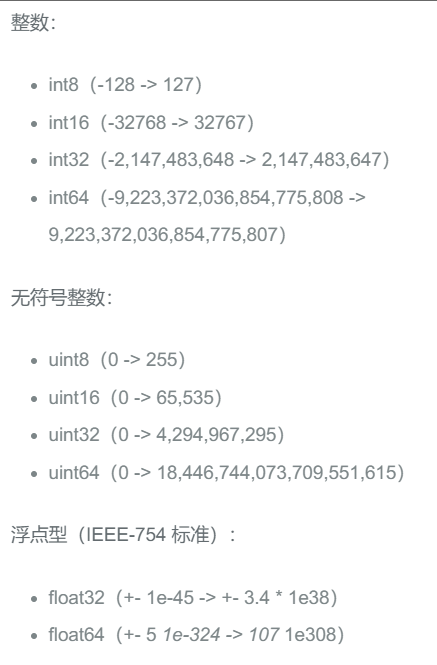 整数：
int8（-128 -> 127）
int16（-32768 -> 32767）
int32（-2,147,483,648 -> 2,147,483,647）
int64（-9,223,372,036,854,775,808 ->
9,223,372,036,854,775,807）
无符号整数：
uint8（0 -> 255）
uint16（0 -> 65,535）
uint32（0 -> 4,294,967,295）
uint64（0 -> 18,446,744,073,709,551,615）
浮点型（IEEE-754 标准）：
float32（+- 1e-45 -> +- 3.4 * 1e38）
float64（+- 5 1e-324 -> 107 1e308）